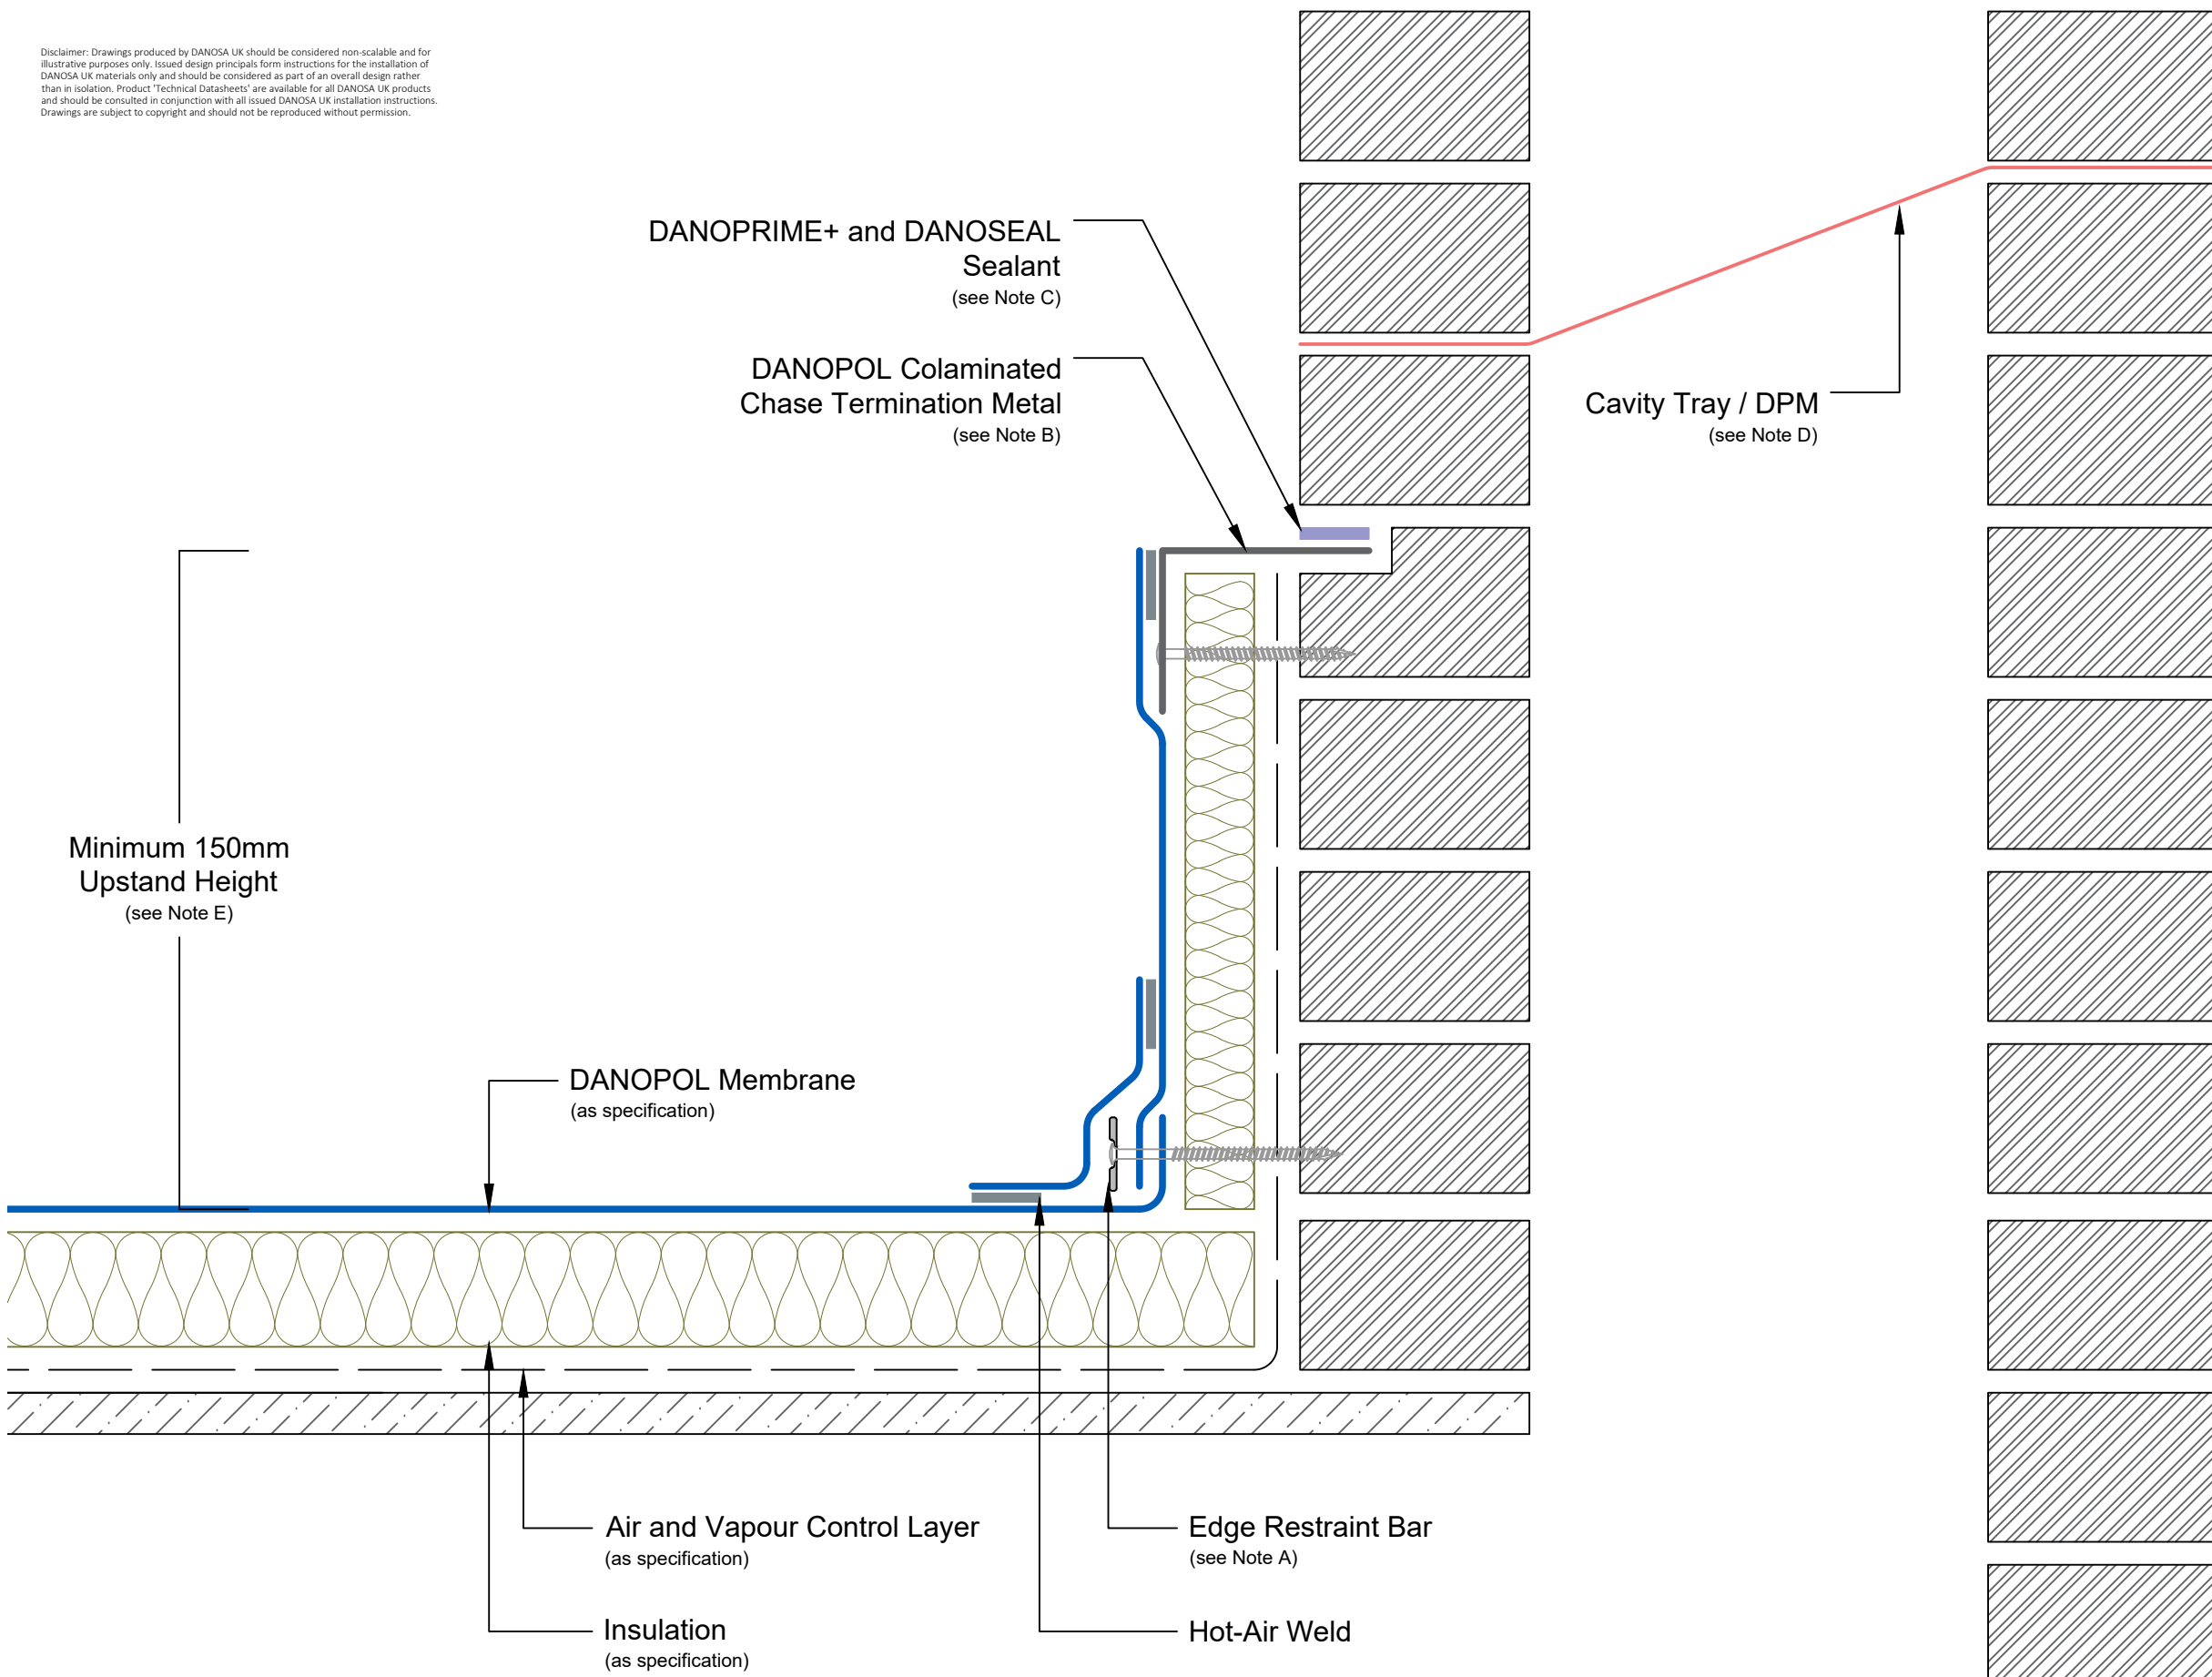 Disclaimer: Drawings produced by DANOSA UK should be considered non-scalable and for
illustrative purposes only. Issued design principals form instructions for the installation of
DANOSA UK materials only and should be considered as part of an overall design rather
than in isolation. Product 'Technical Datasheets' are available for all DANOSA UK products
and should be consulted in conjunction with all issued DANOSA UK installation instructions.
Drawings are subject to copyright and should not be reproduced without permission.
DANOPRIME+ and DANOSEAL
Sealant
(see Note C)
DANOPOL Colaminated
Chase Termination Metal
(see Note B)
Cavity Tray / DPM
(see Note D)
Minimum 150mm
Upstand Height
(see Note E)
DANOPOL Membrane
(as specification)
Air and Vapour Control Layer
(as specification)
Edge Restraint Bar
(see Note A)
Insulation
(as specification)
Hot-Air Weld